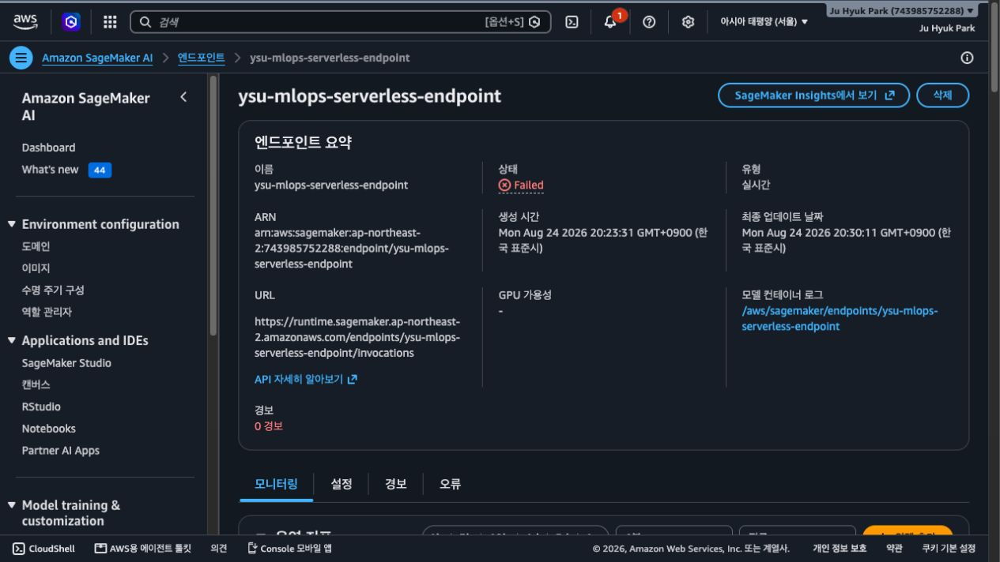 aws
검색
[옵션+S]
1
아시아 태평양 (서울) ▼
Ju Hyuk Park (743985752288) ▼
Ju Hyuk Park
Amazon SageMaker AI > 엔드포인트 > ysu-mlops-serverless-endpoint
Amazon SageMaker
AI
Dashboard
What's new 44
Environment configuration
도메인
이미지
수명 주기 구성
역할 관리자
Applications and IDEs
SageMaker Studio
캔버스
RStudio
Notebooks
Partner AI Apps
Model training &
customization
ysu-mlops-serverless-endpoint
SageMaker Insights에서 보기
삭제
엔드포인트 요약
이름
ysu-mlops-serverless-endpoint
상태
Failed
유형
실시간
ARN
arn:aws:sagemaker:ap-northeast-
2:743985752288:endpoint/ysu-mlops-
serverless-endpoint
생성 시간
Mon Aug 24 2026 20:23:31 GMT+0900 (한
국 표준시)
최종 업데이트 날짜
Mon Aug 24 2026 20:30:11 GMT+0900 (한
국 표준시)
URL
https://runtime.sagemaker.ap-northeast-
2.amazonaws.com/endpoints/ysu-mlops-
serverless-endpoint/invocations
API 자세히 알아보기
GPU 가용성
-
모델 컨테이너 로그
/aws/sagemaker/endpoints/ysu-mlops-
serverless-endpoint
경보
0 경보
모니터링
설정
경보
오류
CloudShell
AWS용 에이전트 툴킷
의견
Console 모바일 앱
© 2026, Amazon Web Services, Inc. 또는 계열사.
개인 정보 보호
약관
쿠키 기본 설정